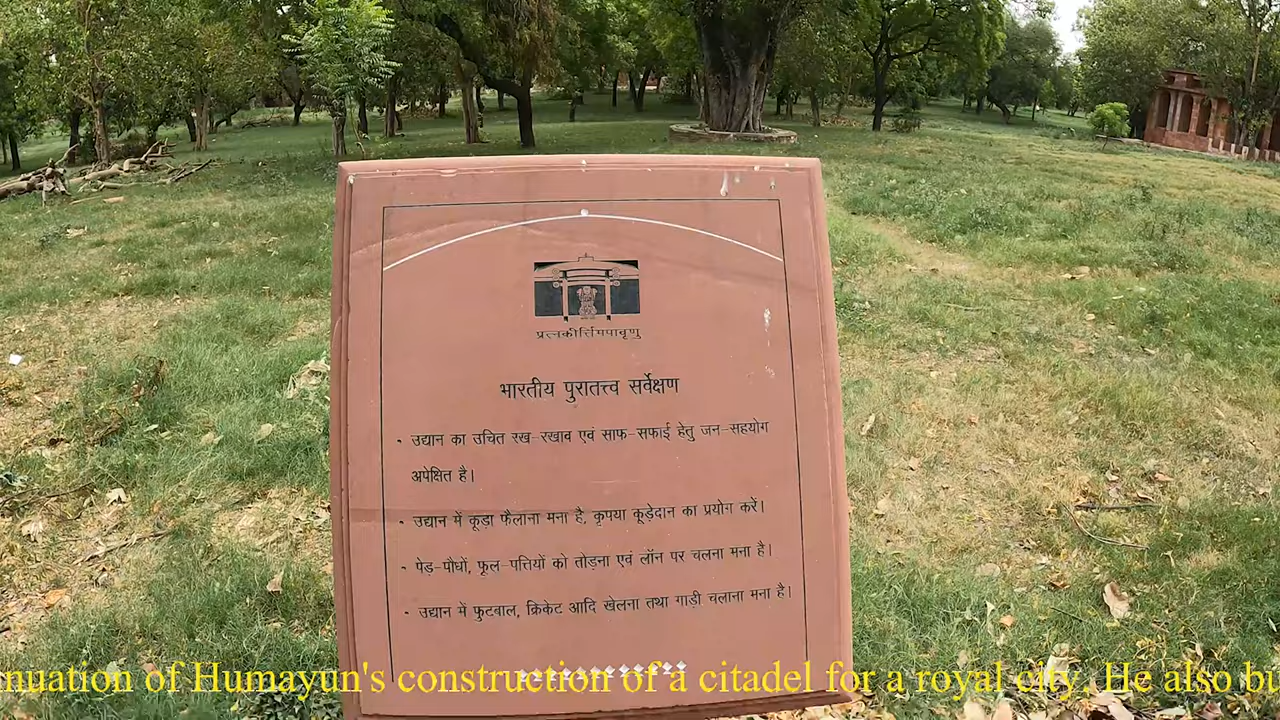 प्रत्नकीर्तिमपावृणु
भारतीय पुरातत्त्व सर्वेक्षण
• उद्यान का उचित रख-रखाव एवं साफ-सफाई हेतु जन-सहयोग
अपेक्षित है।
• उद्यान में कूड़ा फैलाना मना है, कृपया कूड़ेदान का प्रयोग करें।
• पेड़-पौधों, फूल-पत्तियों को तोड़ना एवं लॉन पर चलना मना है।
• उद्यान में फुटबाल, क्रिकेट आदि खेलना तथा गाड़ी चलाना मना है।
nuation of Humayun's construction of a citadel for a royal city. He also bu